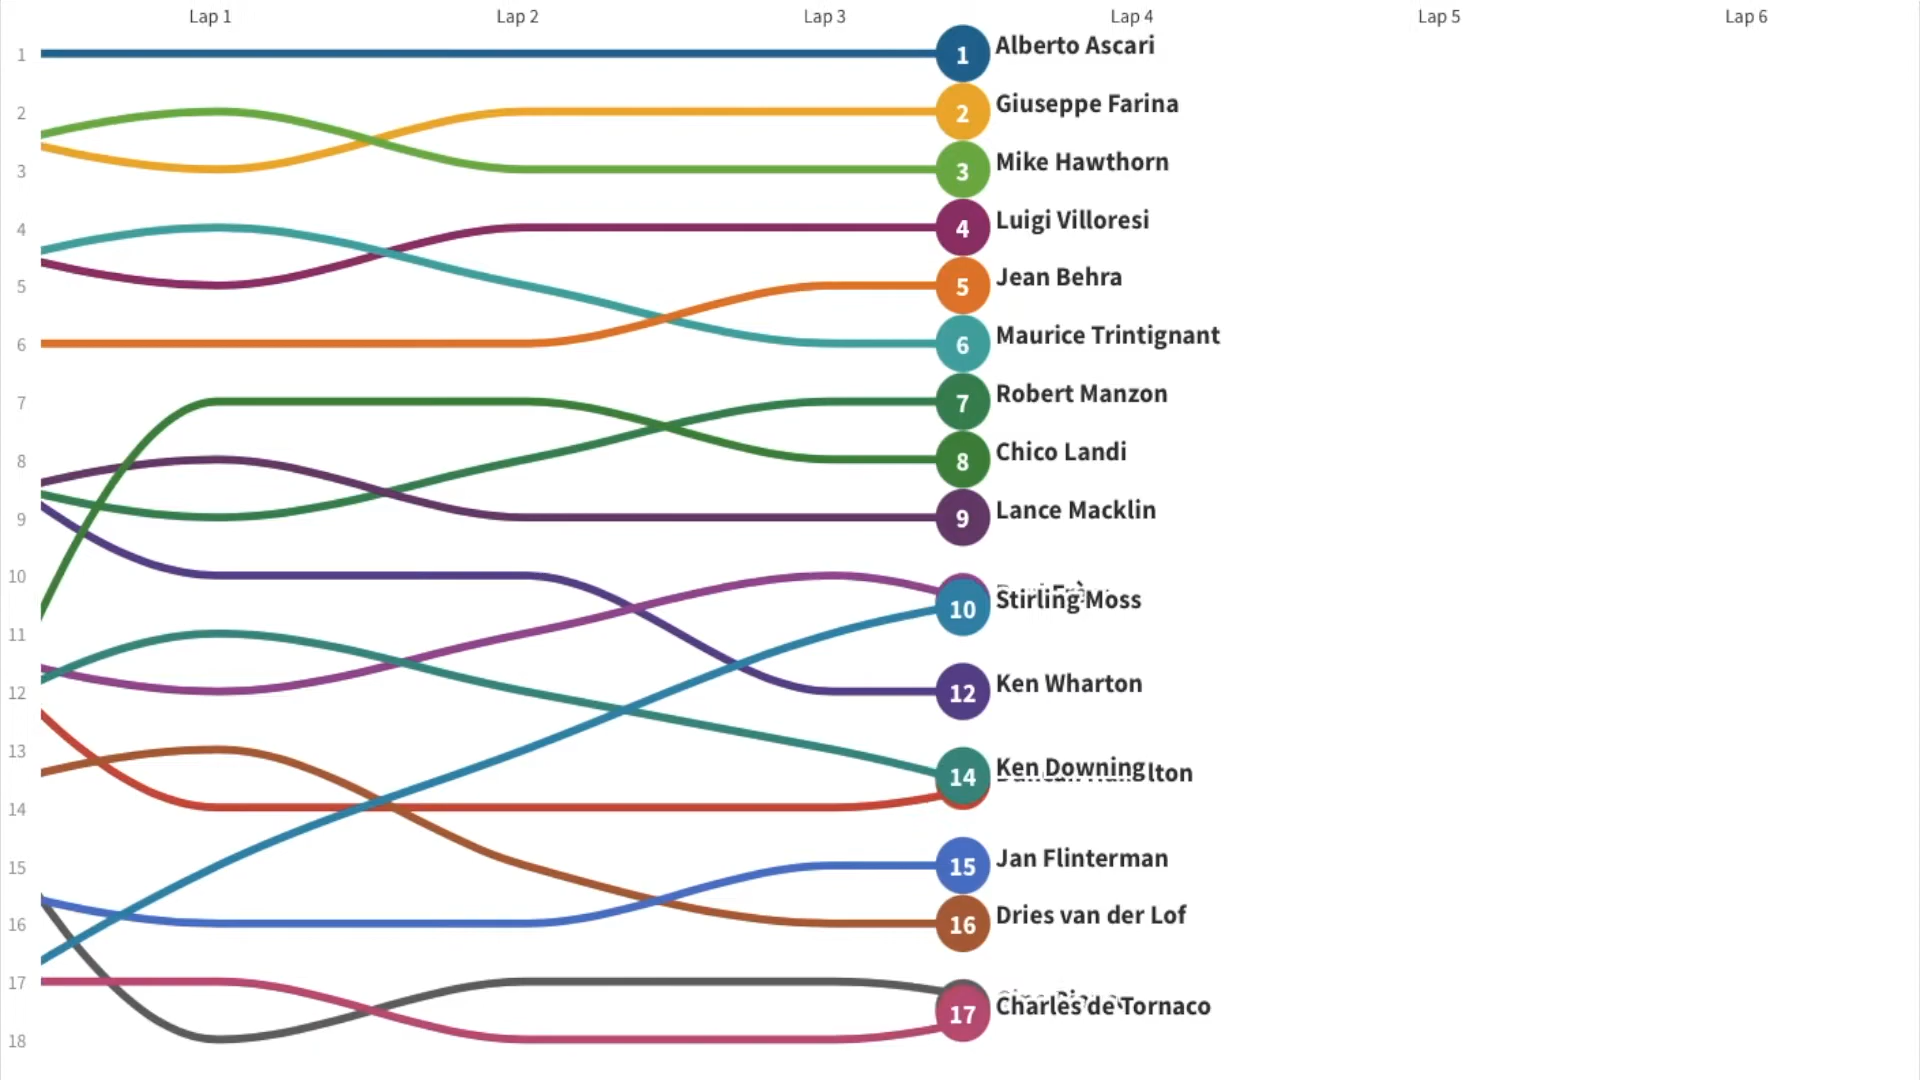 Lap 1 Lap 2 Lap 3 Lap 4 Lap 5 Lap 6
1 1 Alberto Ascari
2 2 Giuseppe Farina
3 3 Mike Hawthorn
4 4 Luigi Villoresi
5 5 Jean Behra
6 6 Maurice Trintignant
7 7 Robert Manzon
8 8 Chico Landi
9 9 Lance Macklin
10 10 Stirling Moss
11
12 12 Ken Wharton
13 14 Ken Downing
14
15 15 Jan Flinterman
16 16 Dries van der Lof
17 17 Charles de Tornaco
18